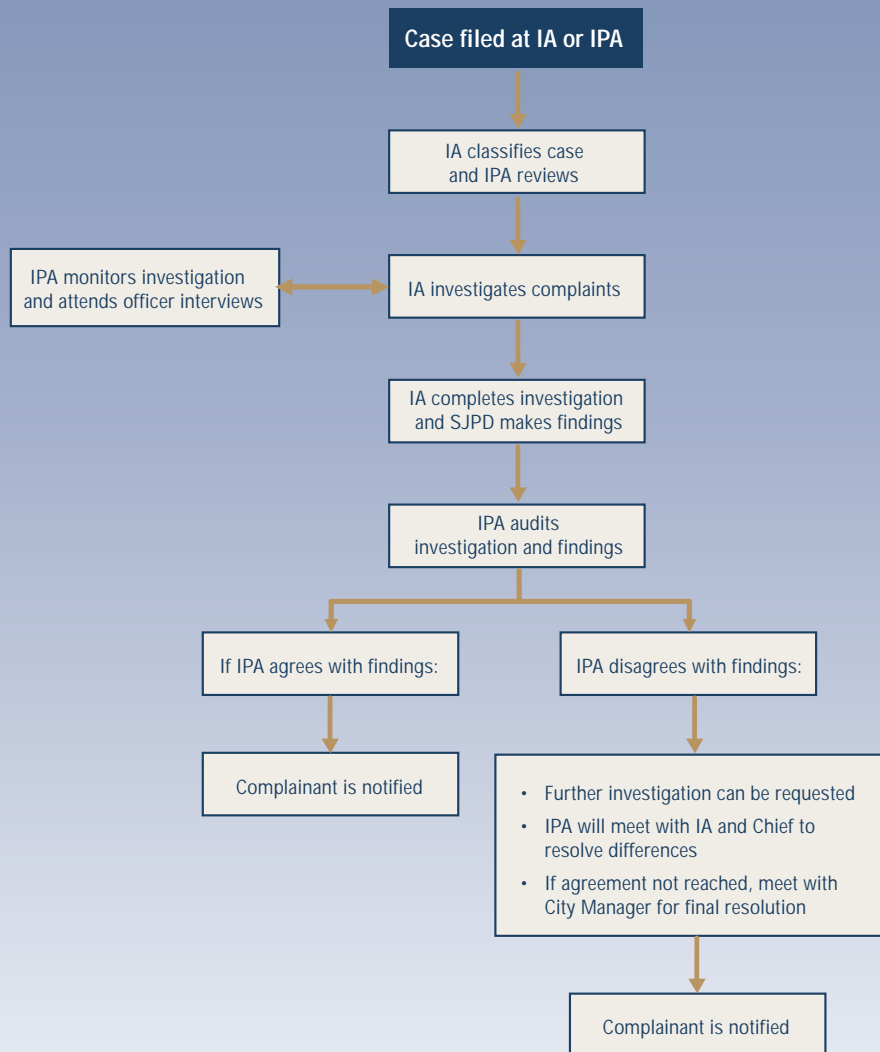 Case filed at IA or IPA
IA classifies case
and IPA reviews
IPA monitors investigation
and attends officer interviews
IA investigates complaints
IA completes investigation
and SJPD makes findings
IPA audits
investigation and findings
If IPA agrees with findings:
IPA disagrees with findings:
Complainant is notified
• Further investigation can be requested
• IPA will meet with IA and Chief to
resolve differences
• If agreement not reached, meet with
City Manager for final resolution
Complainant is notified